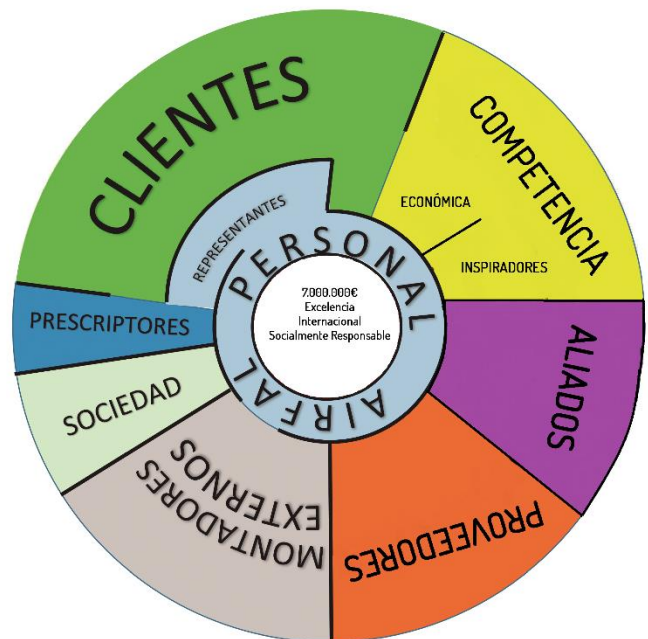 CLIENTES
COMPETENCIA
ECONÓMICA
INSPIRADORES
REPRESENTANTES
PERSONAL
AIRFAL
7.000.000€
Excelencia
Internacional
Socialmente Responsable
PRESCRIPTORES
SOCIEDAD
ALIADOS
MONTADORES
EXTERNOS
PROVEEDORES